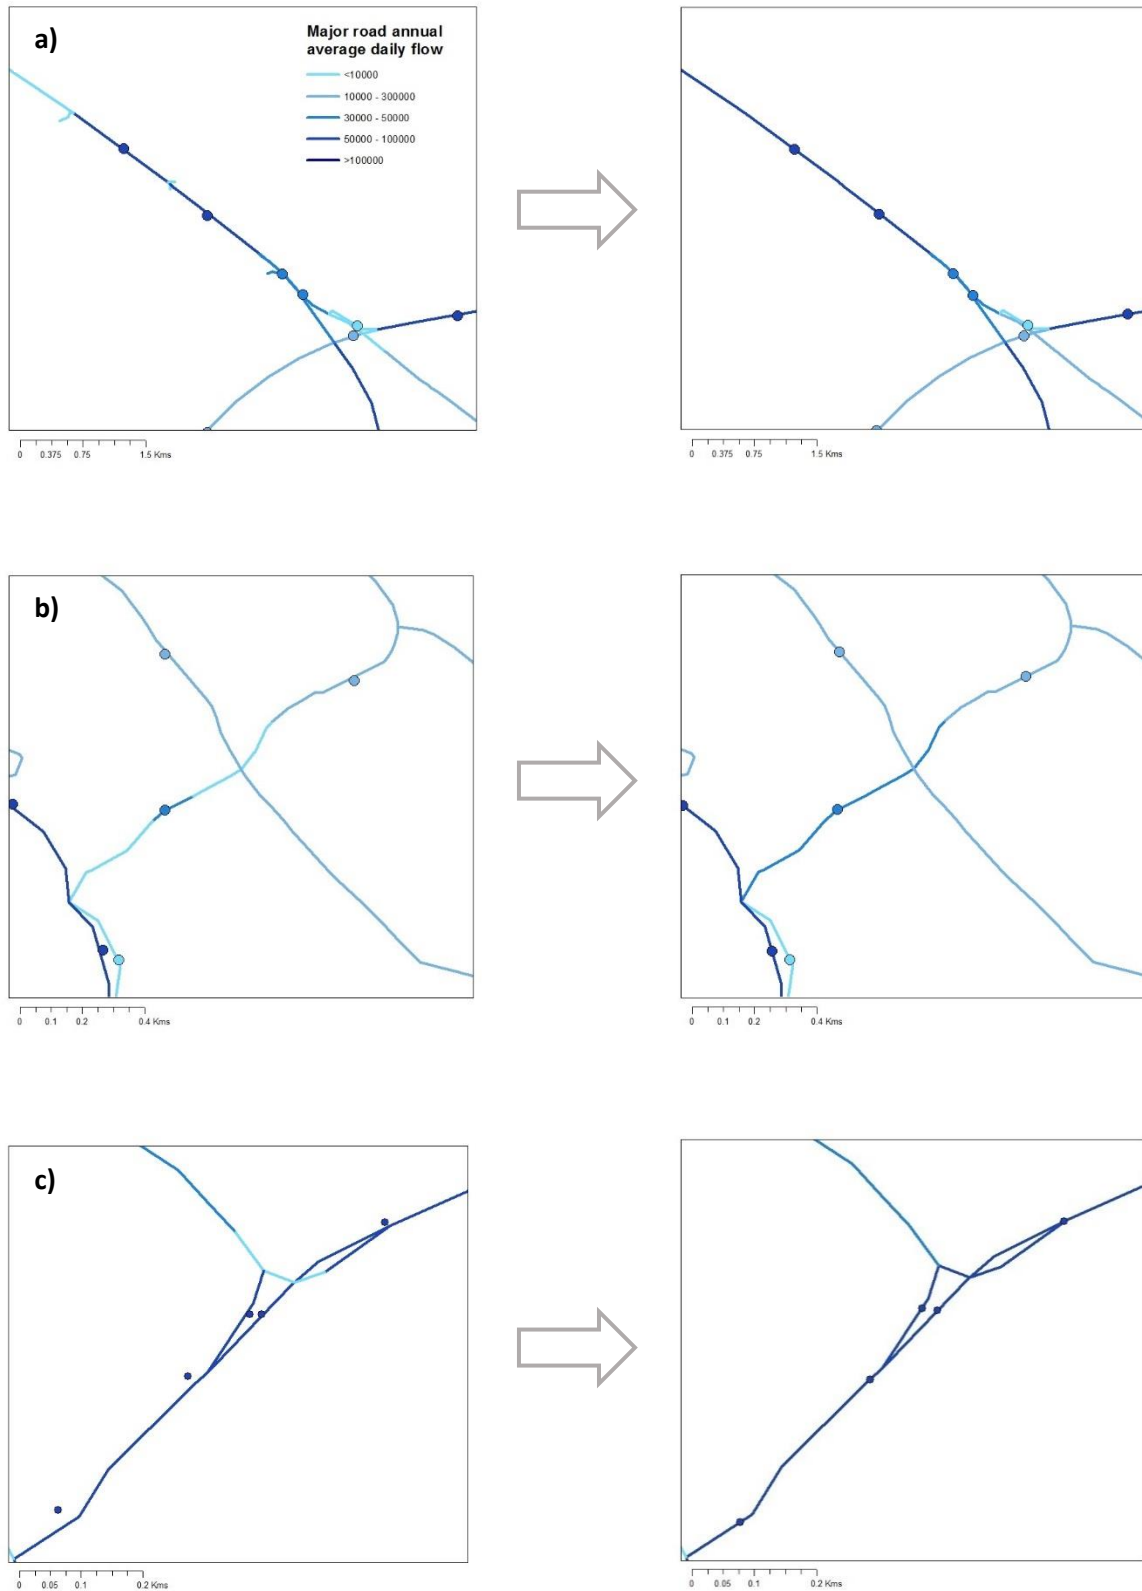 a)
Major road annual
average daily flow
<10000
10000 - 300000
30000 - 50000
50000 - 100000
>100000
0 0.375 0.75 1.5 Kms
0 0.375 0.75 1.5 Kms
b)
0 0.1 0.2 0.4 Kms
0 0.1 0.2 0.4 Kms
c)
0 0.05 0.1 0.2 Kms
0 0.05 0.1 0.2 Kms